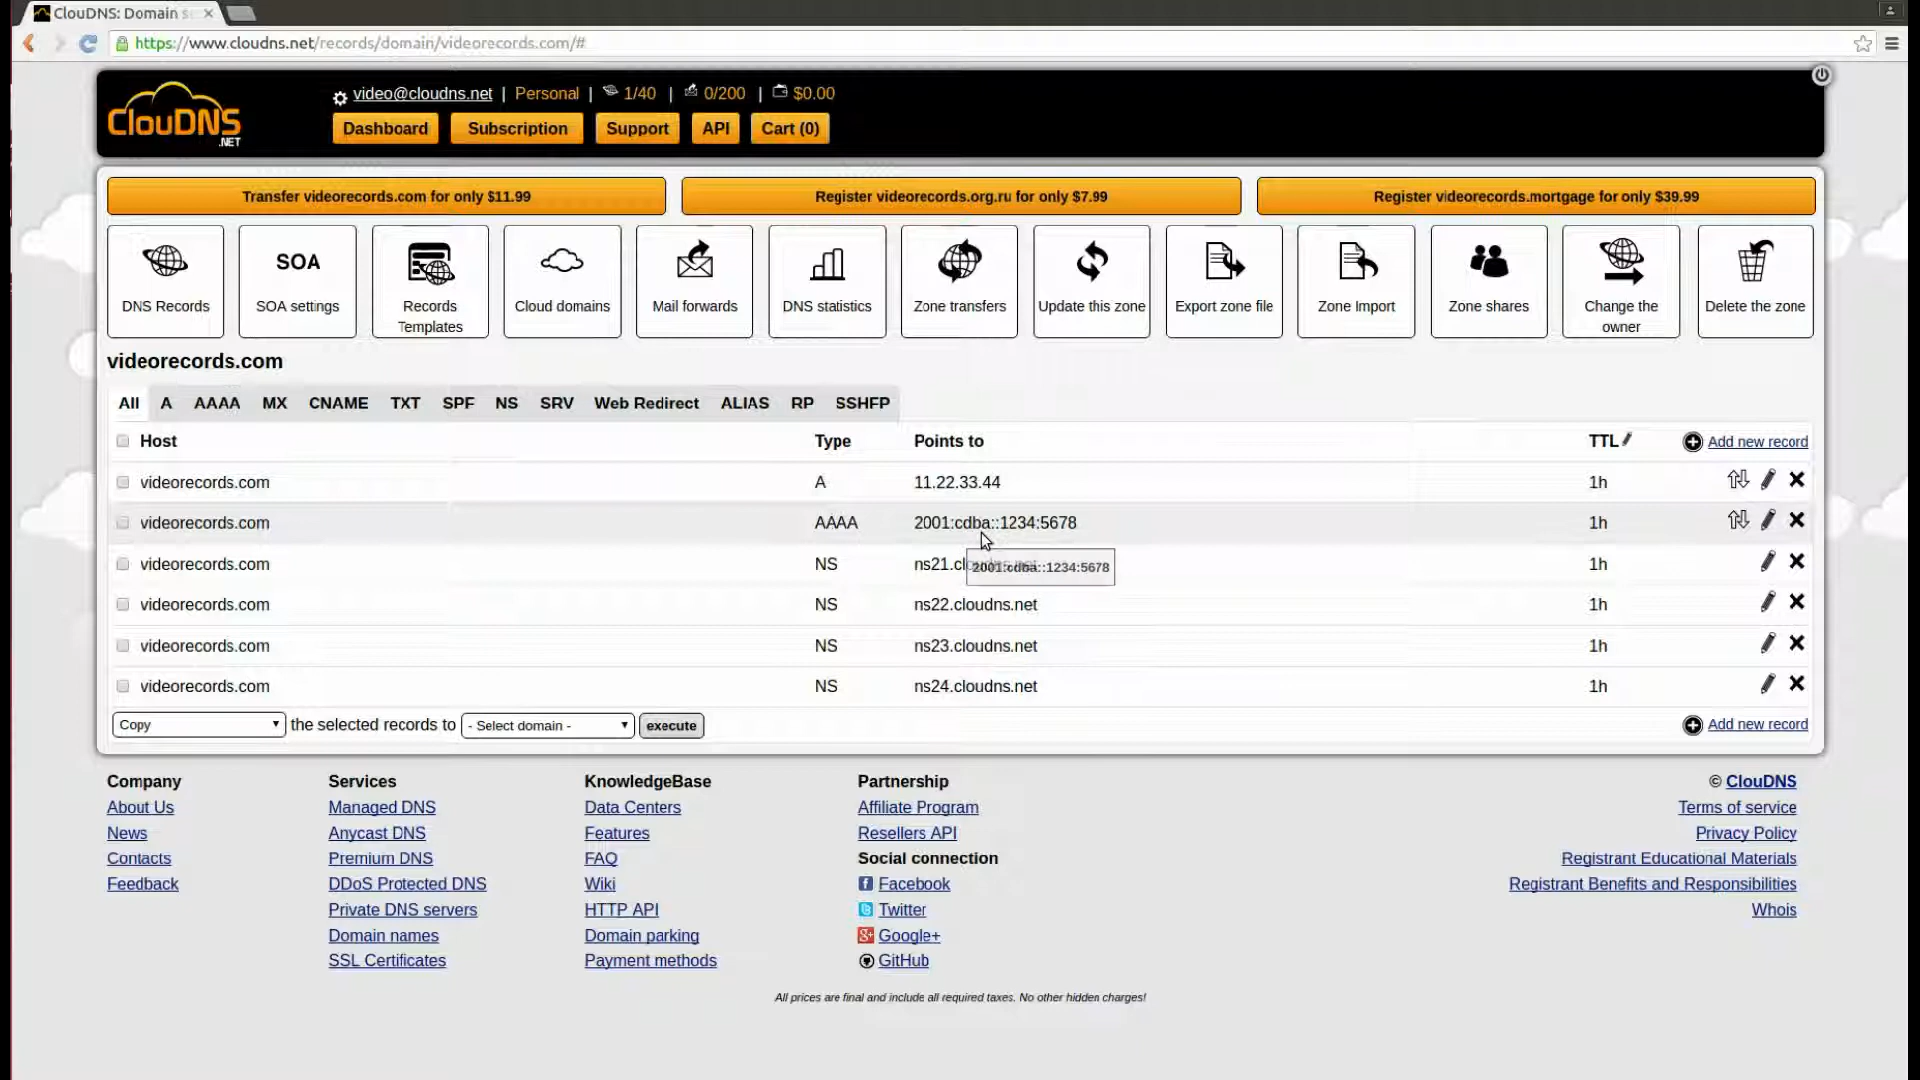 ClouDNS: Domain s
https://www.cloudns.net/records/domain/videorecords.com/#
ClouDNS
.NET
video@cloudns.net | Personal | 1/40 | 0/200 | $0.00
Dashboard Subscription Support API Cart (0)
Transfer videorecords.com for only $11.99
Register videorecords.org.ru for only $7.99
Register videorecords.mortgage for only $39.99
DNS Records
SOA
SOA settings
Records
Templates
Cloud domains
Mail forwards
DNS statistics
Zone transfers
Update this zone
Export zone file
Zone import
Zone shares
Change the
owner
Delete the zone
videorecords.com
All A AAAA MX CNAME TXT SPF NS SRV Web Redirect ALIAS RP SSHFP
Host Type Points to TTL Add new record
videorecords.com A 11.22.33.44 1h
videorecords.com AAAA 2001:cdba::1234:5678 1h
videorecords.com NS ns21.cl 1h
2001:cdba::1234:5678
videorecords.com NS ns22.cloudns.net 1h
videorecords.com NS ns23.cloudns.net 1h
videorecords.com NS ns24.cloudns.net 1h
Copy the selected records to - Select domain - execute Add new record
Company
About Us
News
Contacts
Feedback
Services
Managed DNS
Anycast DNS
Premium DNS
DDoS Protected DNS
Private DNS servers
Domain names
SSL Certificates
KnowledgeBase
Data Centers
Features
FAQ
Wiki
HTTP API
Domain parking
Payment methods
Partnership
Affiliate Program
Resellers API
Social connection
Facebook
Twitter
Google+
GitHub
© ClouDNS
Terms of service
Privacy Policy
Registrant Educational Materials
Registrant Benefits and Responsibilities
Whois
All prices are final and include all required taxes. No other hidden charges!